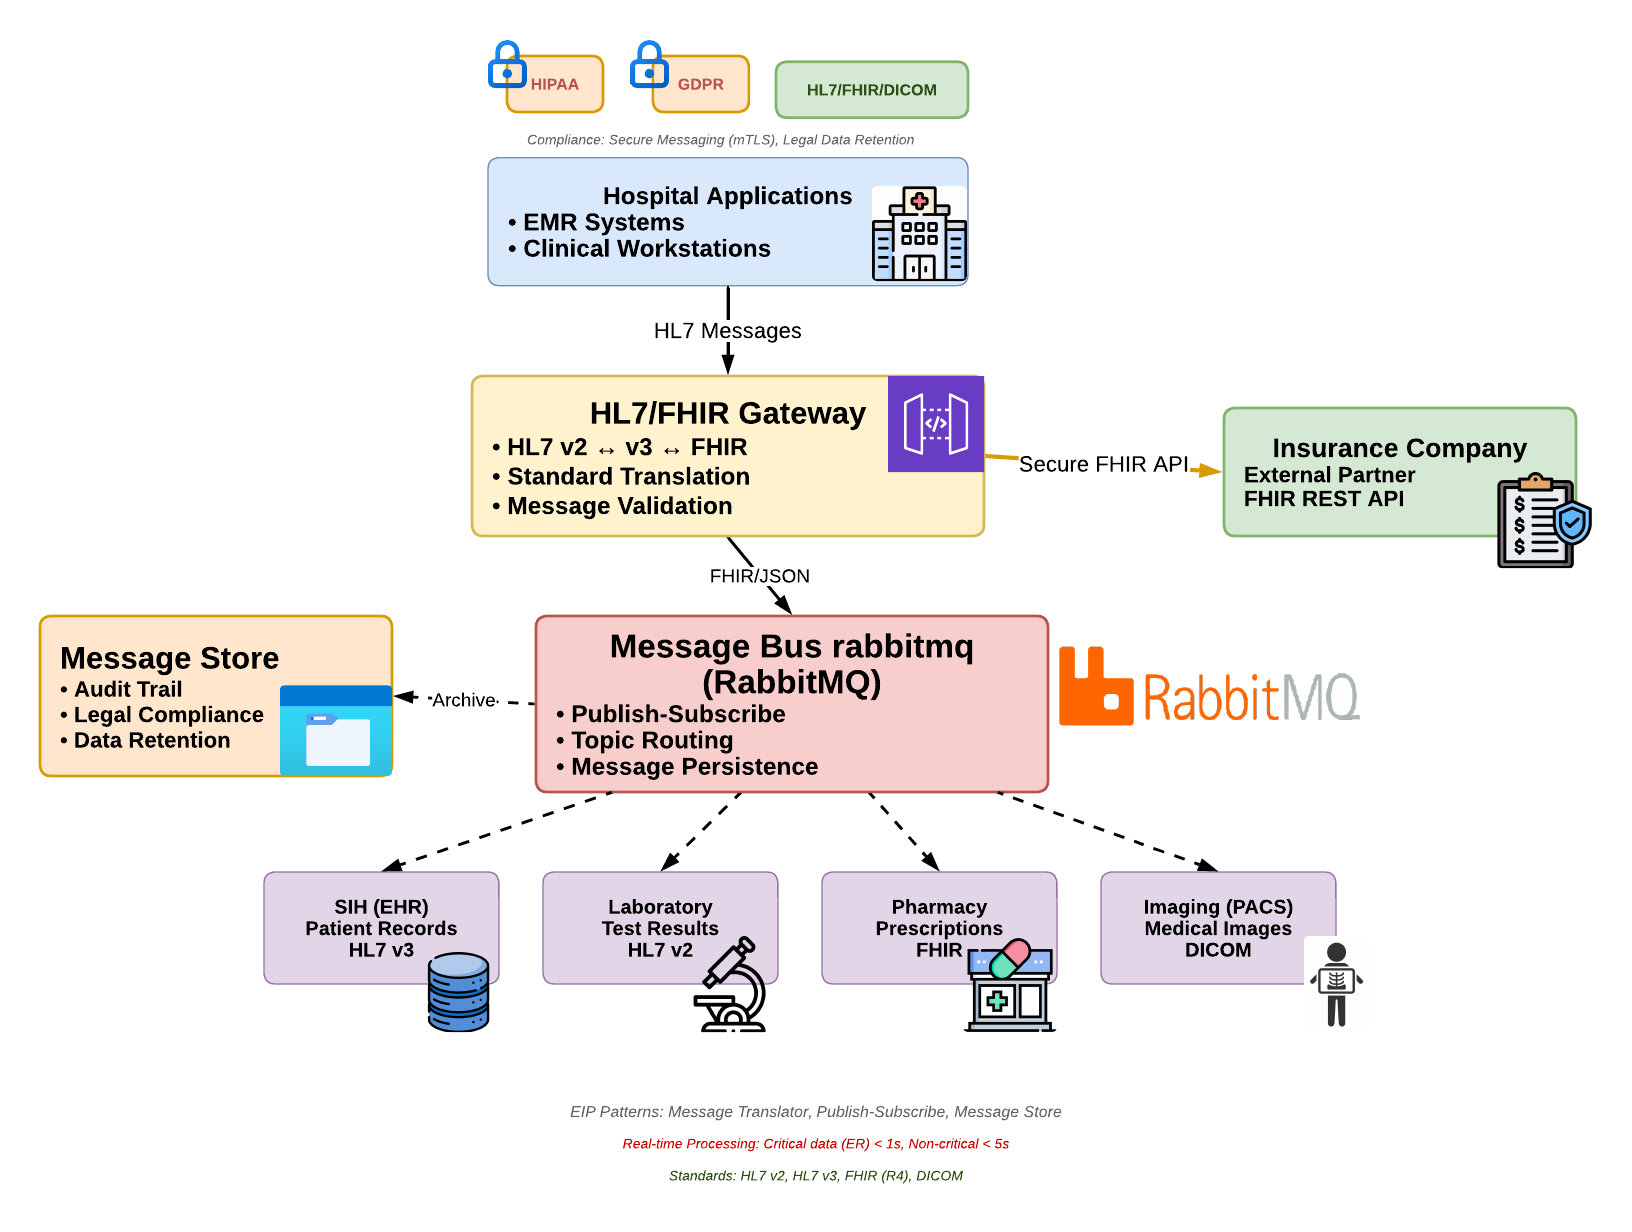 HIPAA
GDPR
HL7/FHIR/DICOM
Compliance: Secure Messaging (mTLS), Legal Data Retention
Hospital Applications
• EMR Systems
• Clinical Workstations
HL7 Messages
HL7/FHIR Gateway
• HL7 v2 ↔ v3 ↔ FHIR
• Standard Translation
• Message Validation
Secure FHIR API
Insurance Company
External Partner
FHIR REST API
FHIR/JSON
Message Store
• Audit Trail
• Legal Compliance
• Data Retention
Archive
Message Bus rabbitmq
(RabbitMQ)
• Publish-Subscribe
• Topic Routing
• Message Persistence
RabbitMQ
SIH (EHR)
Patient Records
HL7 v3
Laboratory
Test Results
HL7 v2
Pharmacy
Prescriptions
FHIR
Imaging (PACS)
Medical Images
DICOM
EIP Patterns: Message Translator, Publish-Subscribe, Message Store
Real-time Processing: Critical data (ER) < 1s, Non-critical < 5s
Standards: HL7 v2, HL7 v3, FHIR (R4), DICOM